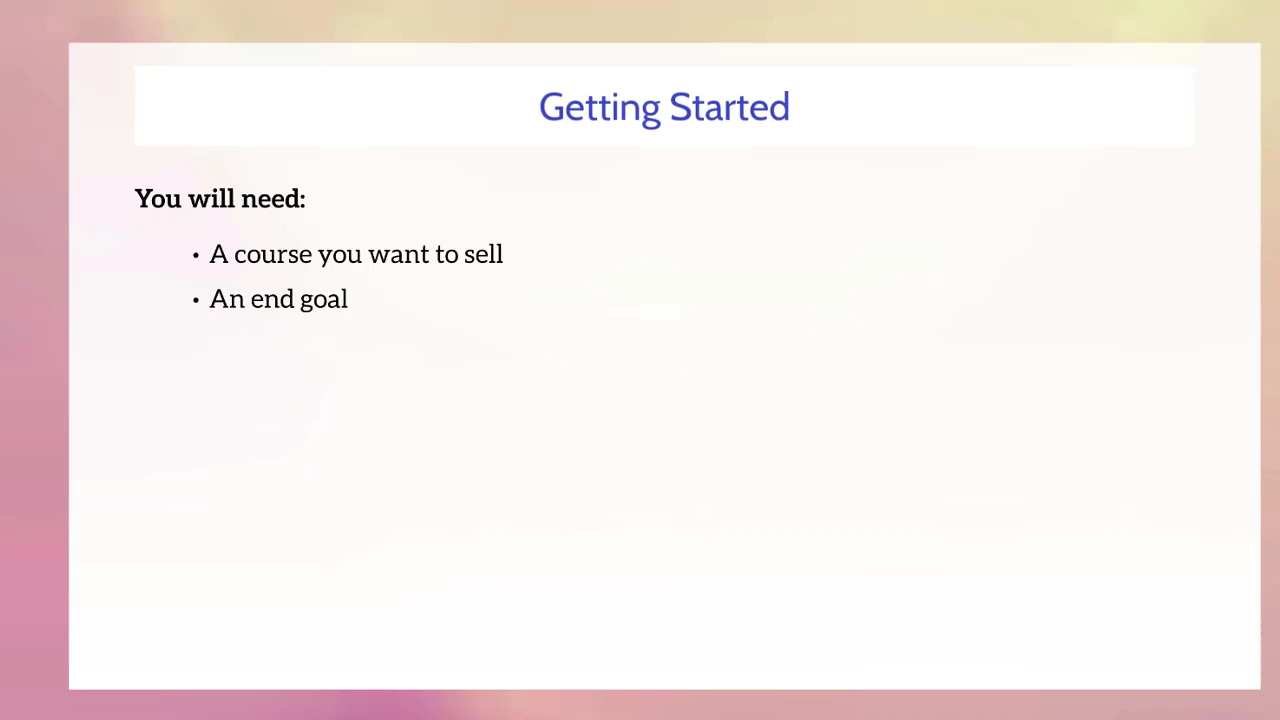 Getting Started
You will need:
• A course you want to sell
• An end goal